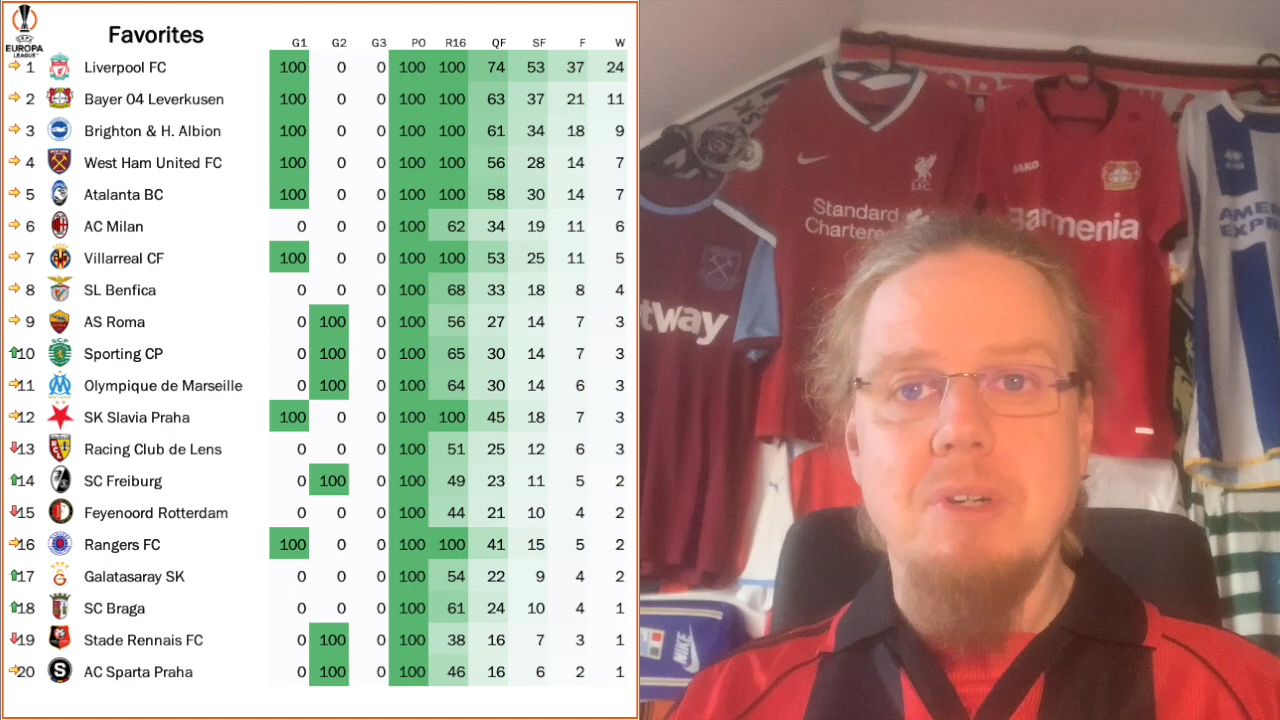 UEFA
EUROPA
LEAGUE
Favorites
G1 G2 G3 PO R16 QF SF F W
1 Liverpool FC 100 0 0 100 100 74 53 37 24
2 Bayer 04 Leverkusen 100 0 0 100 100 63 37 21 11
3 Brighton & H. Albion 100 0 0 100 100 61 34 18 9
4 West Ham United FC 100 0 0 100 100 56 28 14 7
5 Atalanta BC 100 0 0 100 100 58 30 14 7
6 AC Milan 0 0 0 100 62 34 19 11 6
7 Villarreal CF 100 0 0 100 100 53 25 11 5
8 SL Benfica 0 0 0 100 68 33 18 8 4
9 AS Roma 0 100 0 100 56 27 14 7 3
10 Sporting CP 0 100 0 100 65 30 14 7 3
11 Olympique de Marseille 0 100 0 100 64 30 14 6 3
12 SK Slavia Praha 100 0 0 100 100 45 18 7 3
13 Racing Club de Lens 0 0 0 100 51 25 12 6 3
14 SC Freiburg 0 100 0 100 49 23 11 5 2
15 Feyenoord Rotterdam 0 0 0 100 44 21 10 4 2
16 Rangers FC 100 0 0 100 100 41 15 5 2
17 Galatasaray SK 0 0 0 100 54 22 9 4 2
18 SC Braga 0 0 0 100 61 24 10 4 1
19 Stade Rennais FC 0 100 0 100 38 16 7 3 1
20 AC Sparta Praha 0 100 0 100 46 16 6 2 1
L.F.C.
Standard
Chartered
JAKO
Barmenia
AMER
EXPR
tway
NIKE